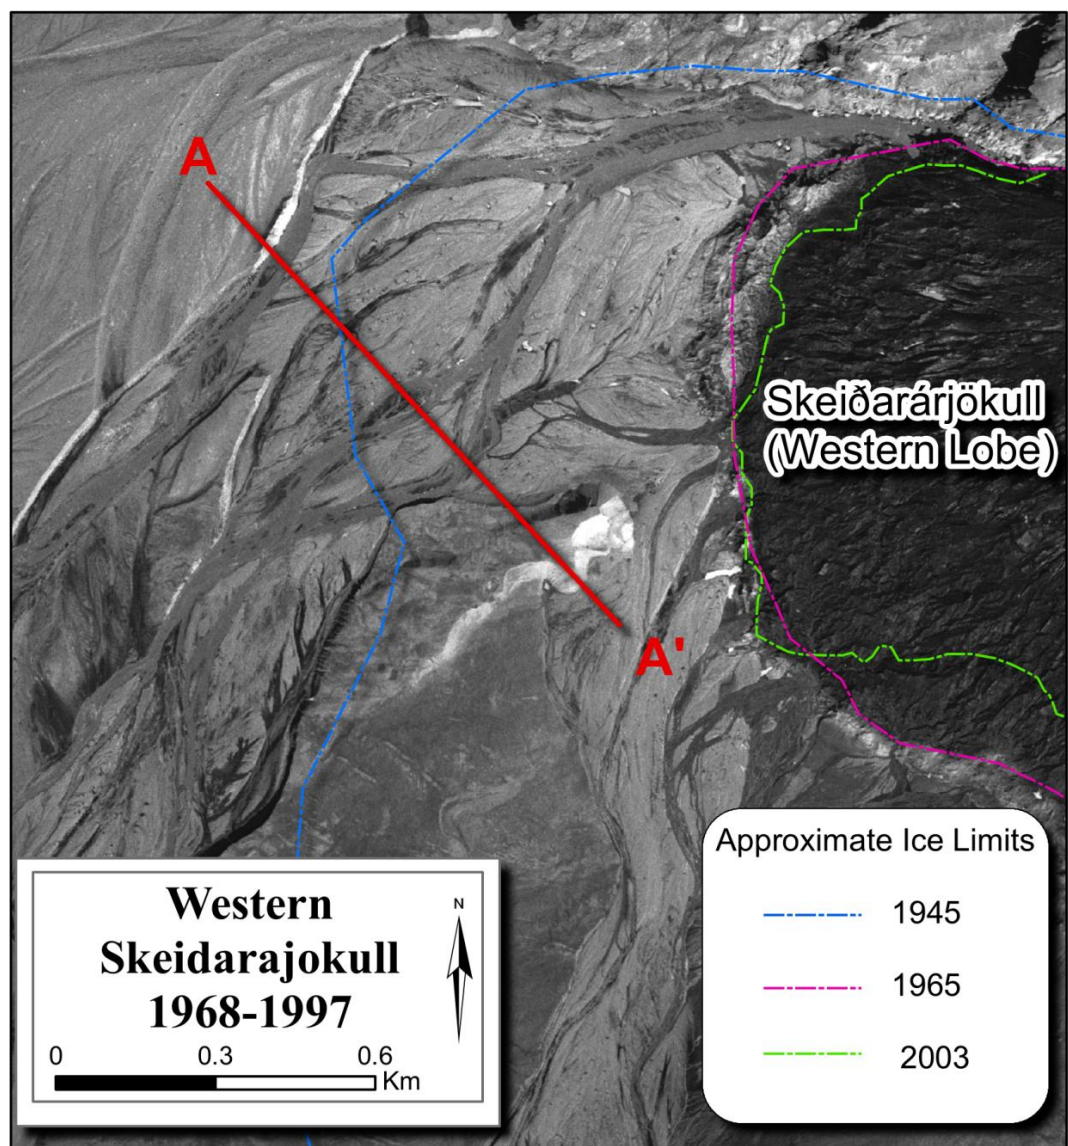 A
Skeiðarárjökull
(Western Lobe)
A'
Approximate Ice Limits
1945
1965
2003
Western
Skeidarajokull
1968-1997
N
0 0.3 0.6
Km